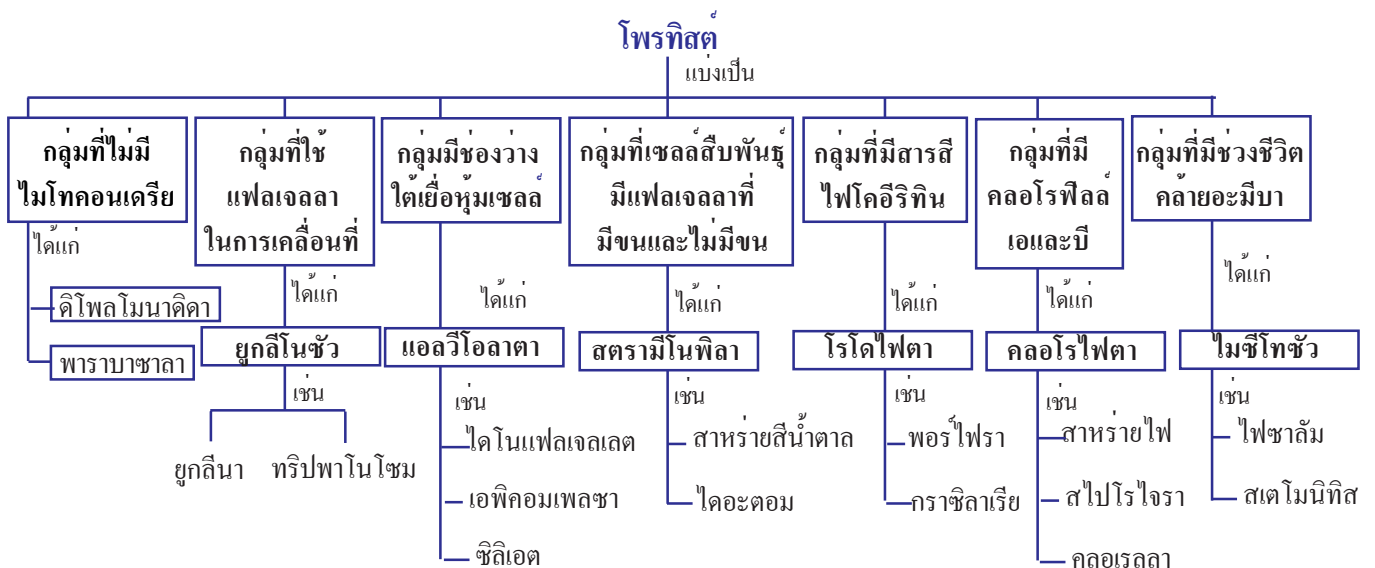 โพรทิสต์
แบ่งเป็น
กลุ่มที่ไม่มี
ไมโทคอนเดรีย
กลุ่มที่ใช้
แฟลเจลลา
ในการเคลื่อนที่
กลุ่มมีช่องว่าง
ใต้เยื่อหุ้มเซลล์
กลุ่มที่เซลล์สืบพันธุ์
มีแฟลเจลลาที่
มีขนและไม่มีขน
กลุ่มที่มีสารสี
ไฟโคอีริทิน
กลุ่มที่มี
คลอโรฟีลล์
เอและบี
กลุ่มที่มีช่วงชีวิต
คล้ายอะมีบา
ได้แก่
ได้แก่
ได้แก่
ได้แก่
ได้แก่
ได้แก่
ได้แก่
ดิโพลโมนาดิดา
พาราบาซาลา
ยูกลีโนซัว
แอลวีโอลาตา
สตรามีโนพิลา
โรโดไฟตา
คลอโรไฟตา
ไมซีโทซัว
เช่น
เช่น
เช่น
เช่น
เช่น
เช่น
ยูกลีนา
ทริปพาโนโซม
ไดโนแฟลเจลเลต
เอพิคอมเพลซา
ซิลิเอต
สาหร่ายสีน้ำตาล
ไดอะตอม
พอร์ไฟรา
กราซิลาเรีย
สาหร่ายไฟ
สไปโรไจรา
คลอเรลลา
ไฟซาลัม
สเตโมนิทิส